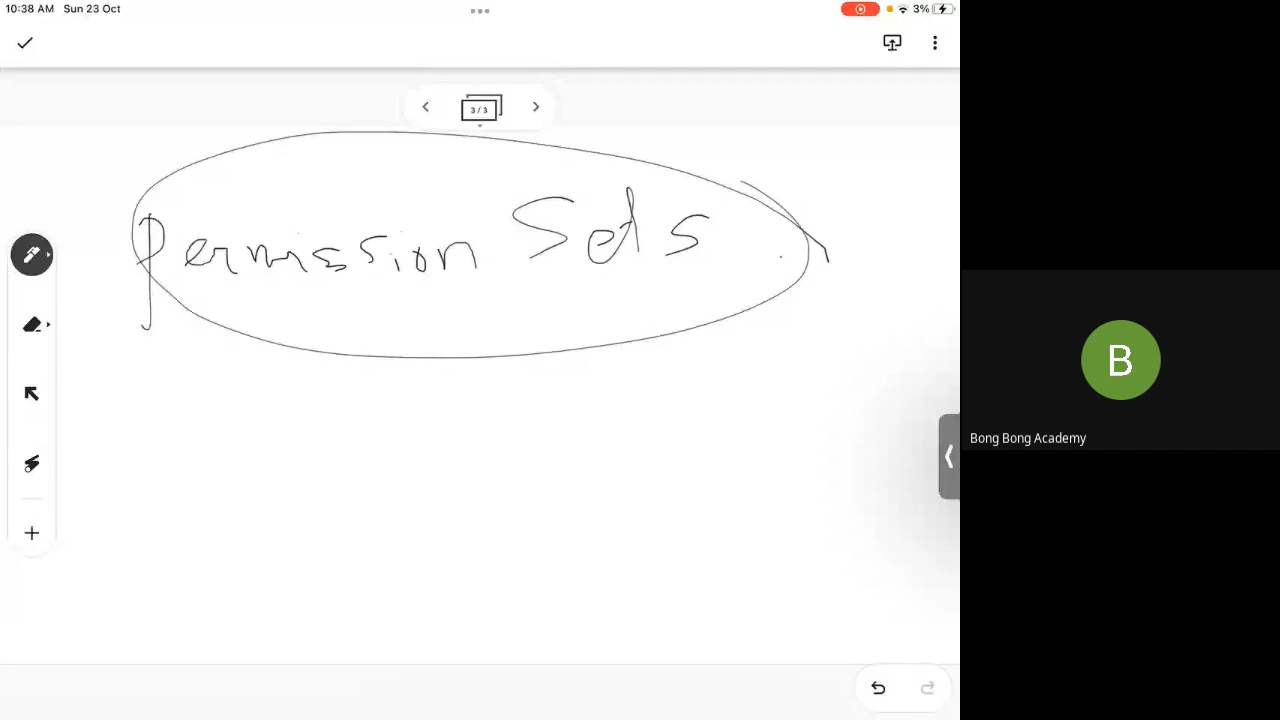 10:38 AM Sun 23 Oct
3%
3 / 3
Permission Sets
B
Bong Bong Academy